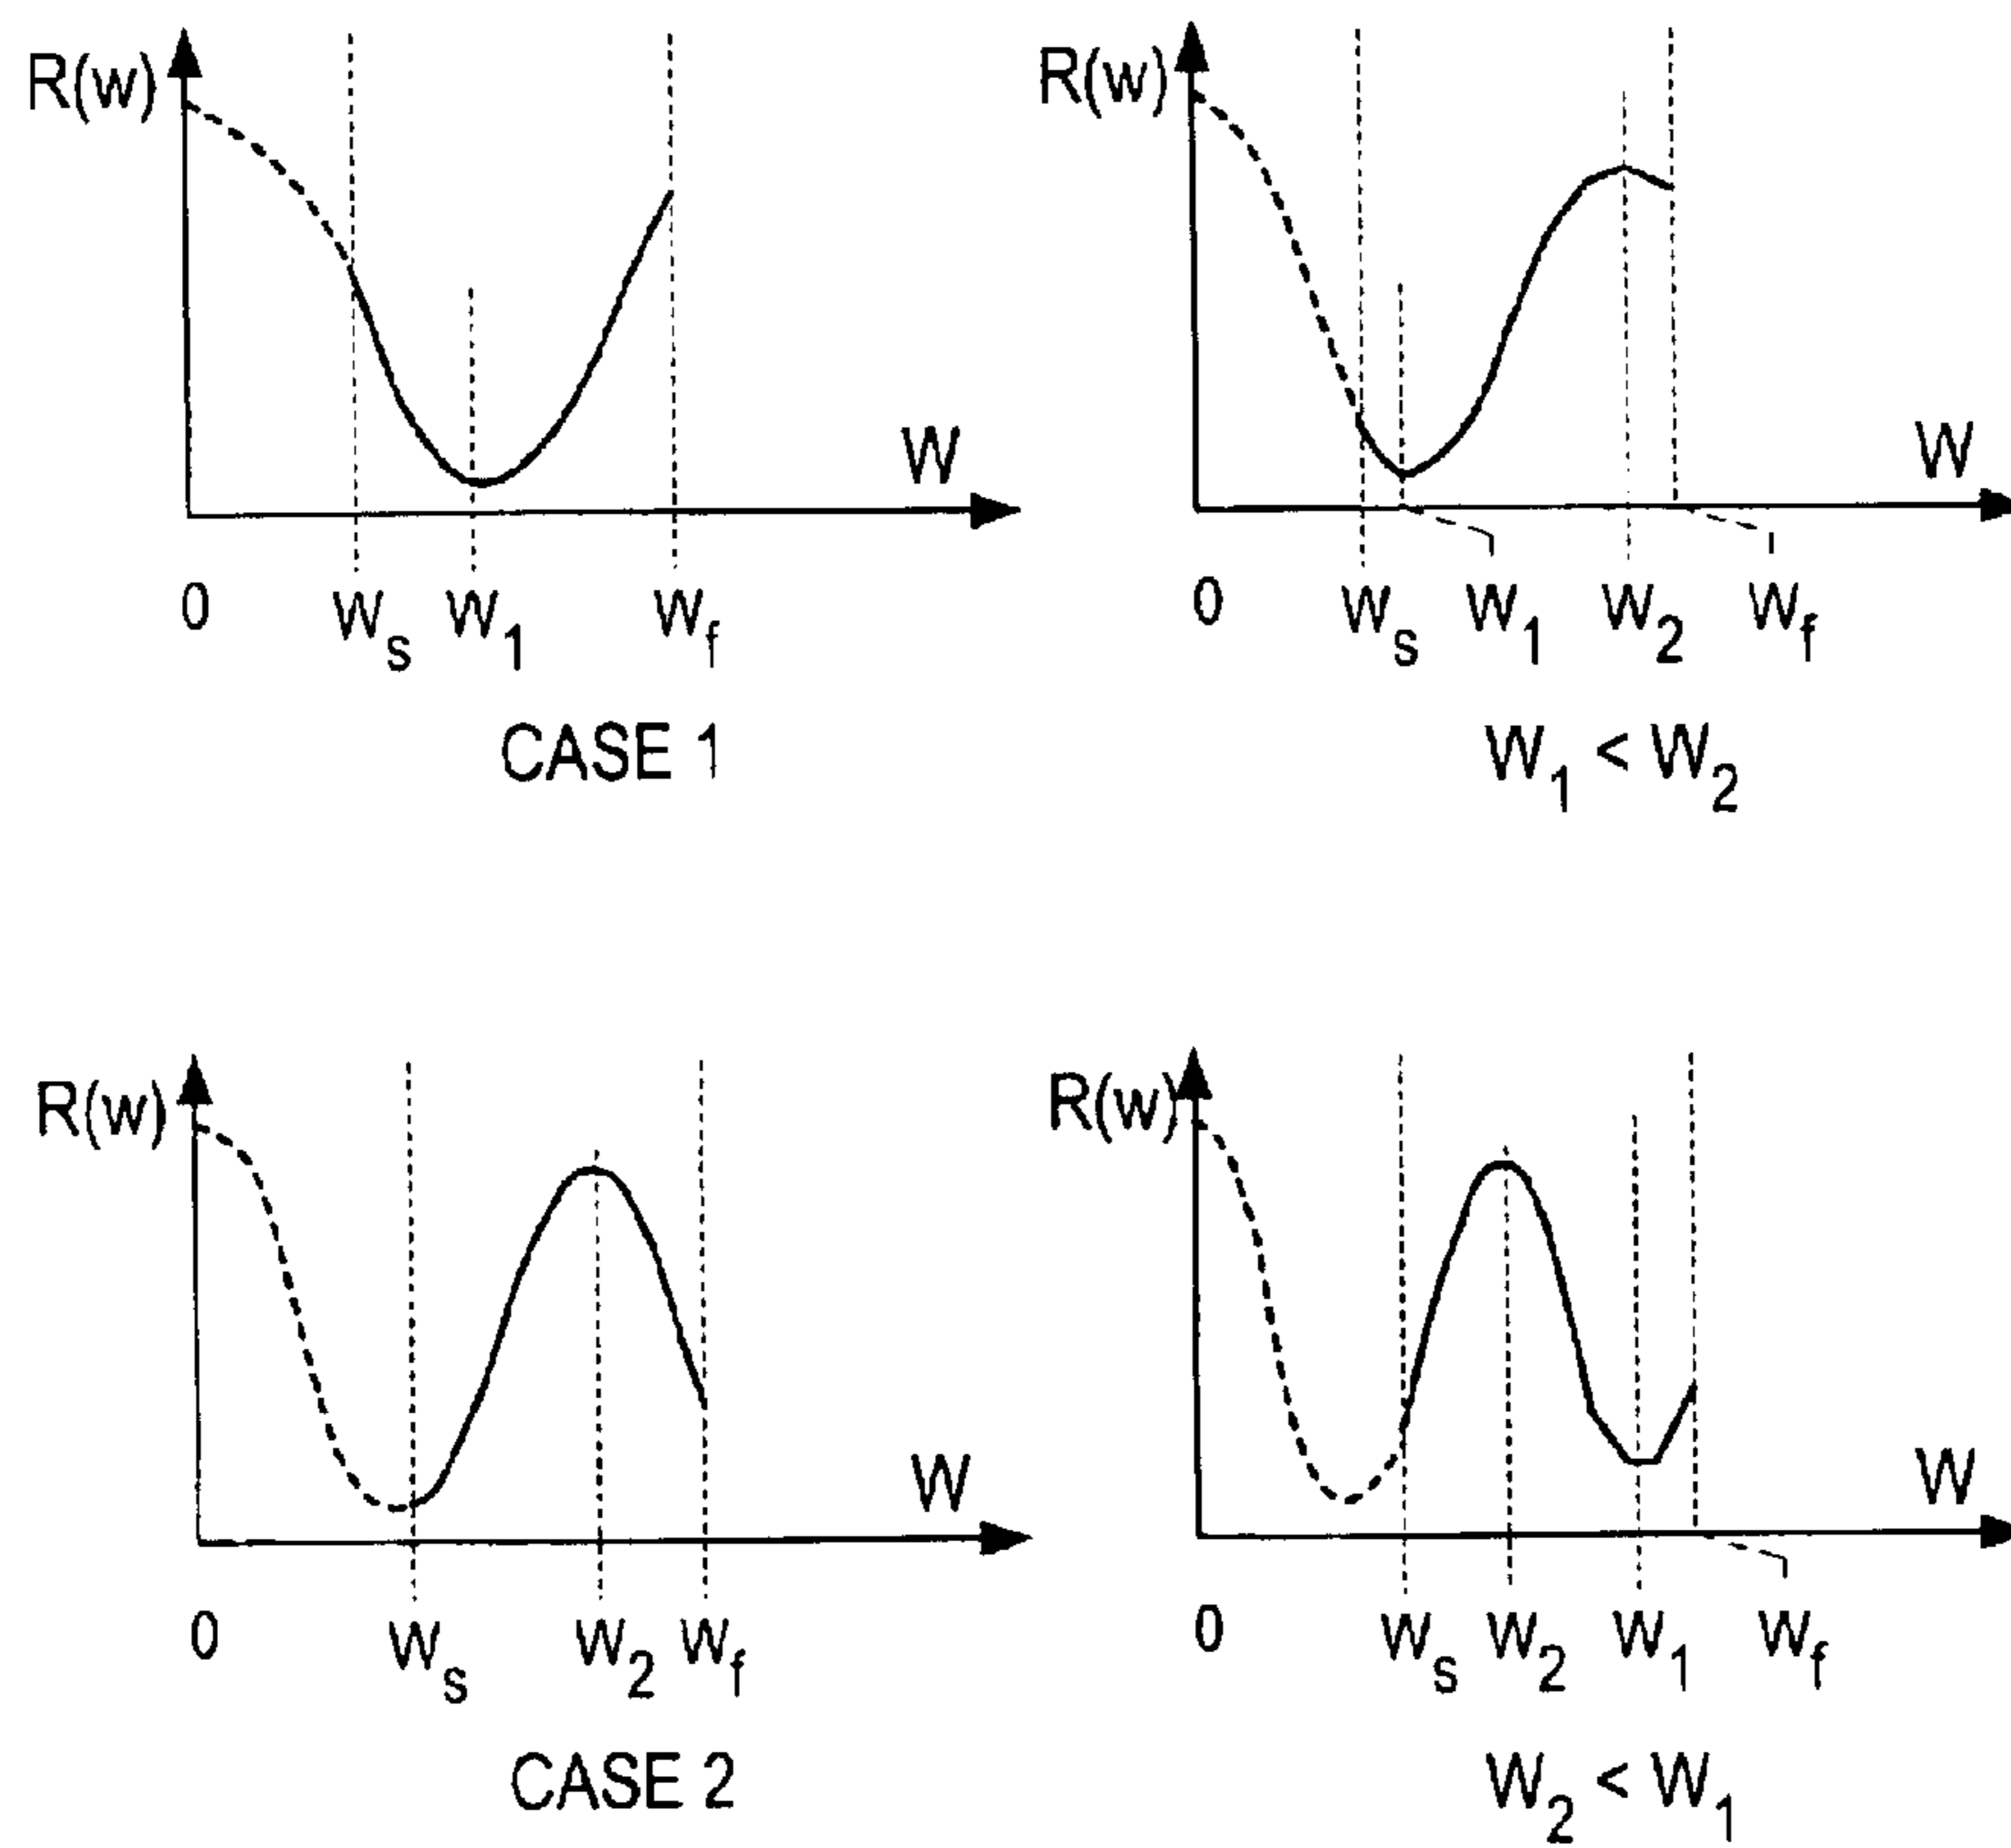 R(w)
W
0 Ws W1 Wf
CASE 1
R(w)
W
0 Ws W1 W2 Wf
W1 < W2
R(w)
W
0 Ws W2 Wf
CASE 2
R(w)
W
0 Ws W2 W1 Wf
W2 < W1